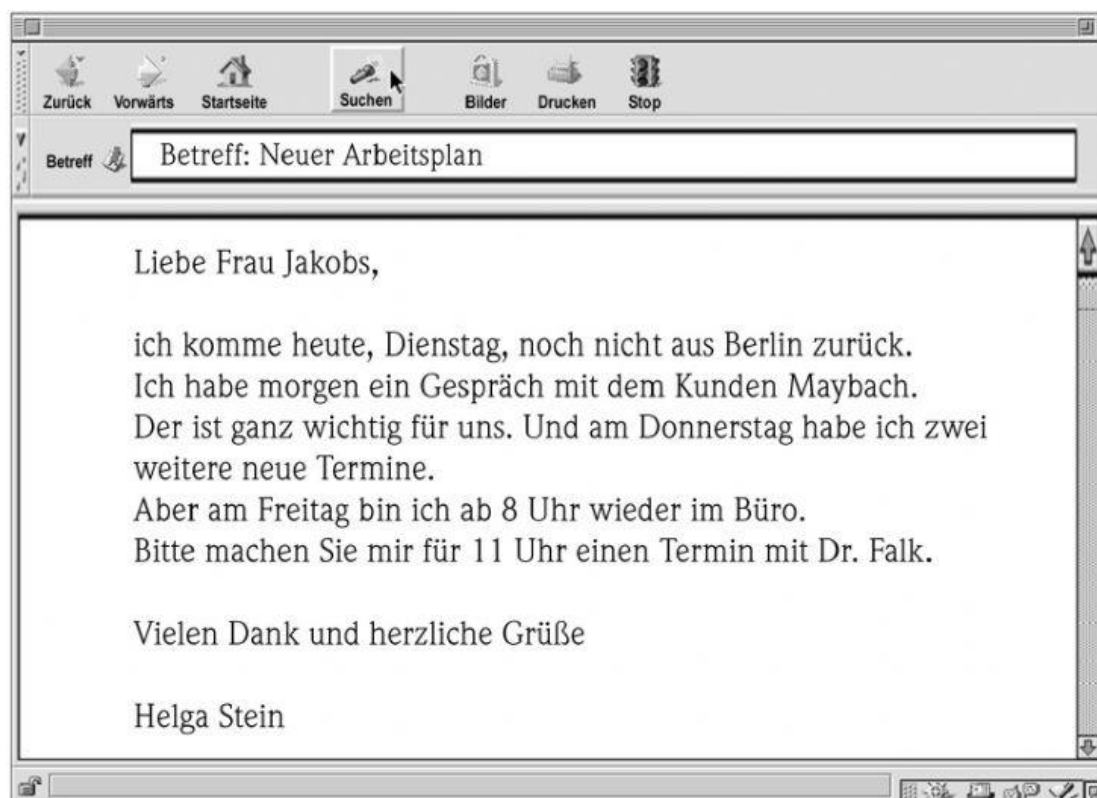 Zurück Vorwärts Startseite Suchen Bilder Drucken Stop
Betreff Betreff: Neuer Arbeitsplan
Liebe Frau Jakobs,
ich komme heute, Dienstag, noch nicht aus Berlin zurück.
Ich habe morgen ein Gespräch mit dem Kunden Maybach.
Der ist ganz wichtig für uns. Und am Donnerstag habe ich zwei
weitere neue Termine.
Aber am Freitag bin ich ab 8 Uhr wieder im Büro.
Bitte machen Sie mir für 11 Uhr einen Termin mit Dr. Falk.
Vielen Dank und herzliche Grüße
Helga Stein